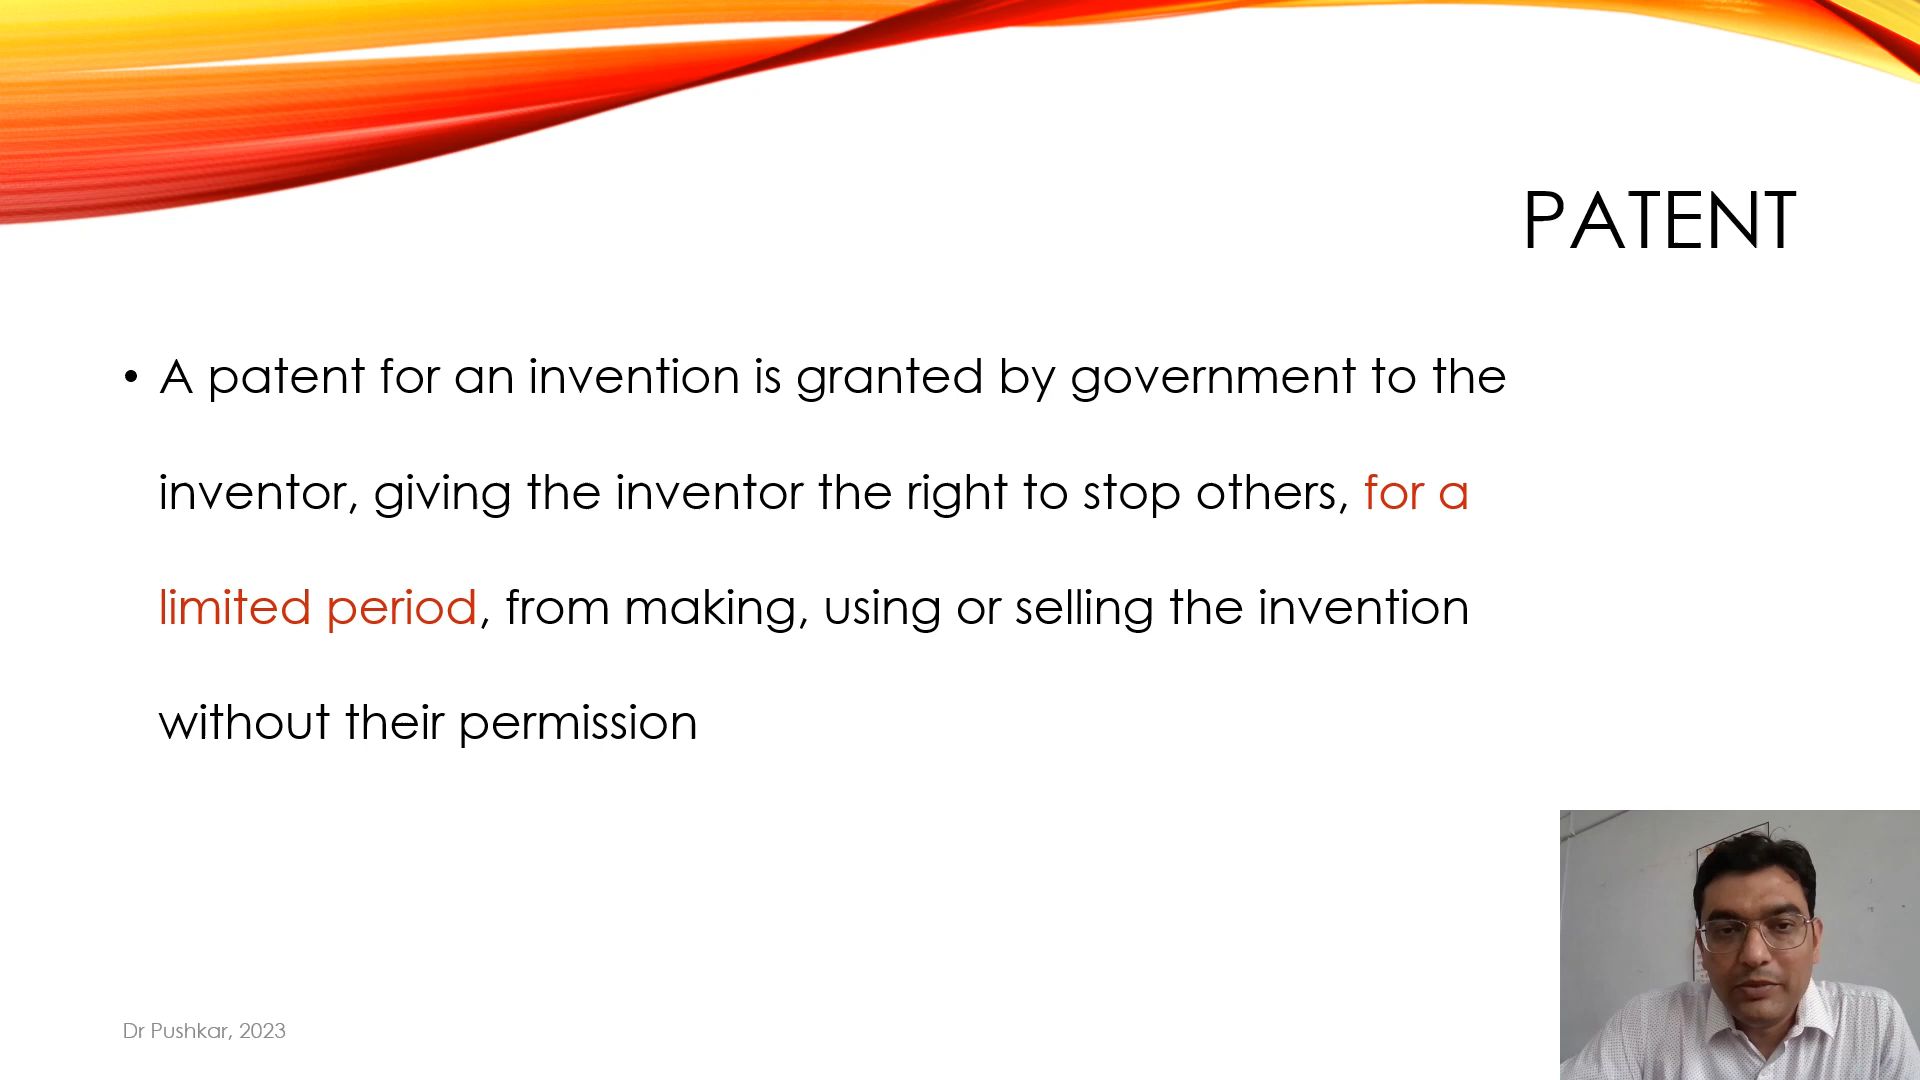 PATENT
• A patent for an invention is granted by government to the
inventor, giving the inventor the right to stop others, for a
limited period, from making, using or selling the invention
without their permission
Dr Pushkar, 2023